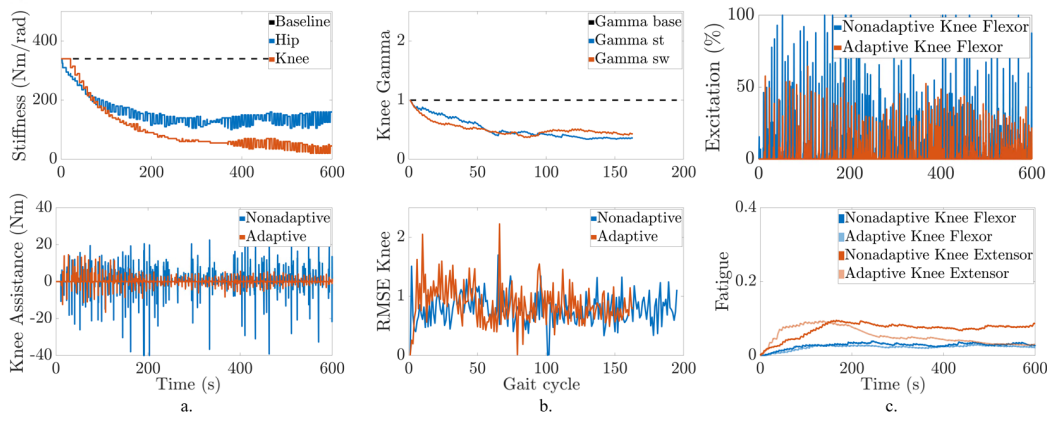 Stiffness (Nm/rad)
400
200
0
0 200 400 600
Baseline
Hip
Knee
Knee Gamma
2
1
0
0 50 100 150 200
Gamma base
Gamma st
Gamma sw
Excitation (%)
100
50
0
0 200 400 600
Nonadaptive Knee Flexor
Adaptive Knee Flexor
Knee Assistance (Nm)
40
20
0
-20
-40
0 200 400 600
Nonadaptive
Adaptive
Time (s)
a.
RMSE Knee
2
1
0
0 50 100 150 200
Nonadaptive
Adaptive
Gait cycle
b.
Fatigue
0.4
0.2
0
0 200 400 600
Nonadaptive Knee Flexor
Adaptive Knee Flexor
Nonadaptive Knee Extensor
Adaptive Knee Extensor
Time (s)
c.